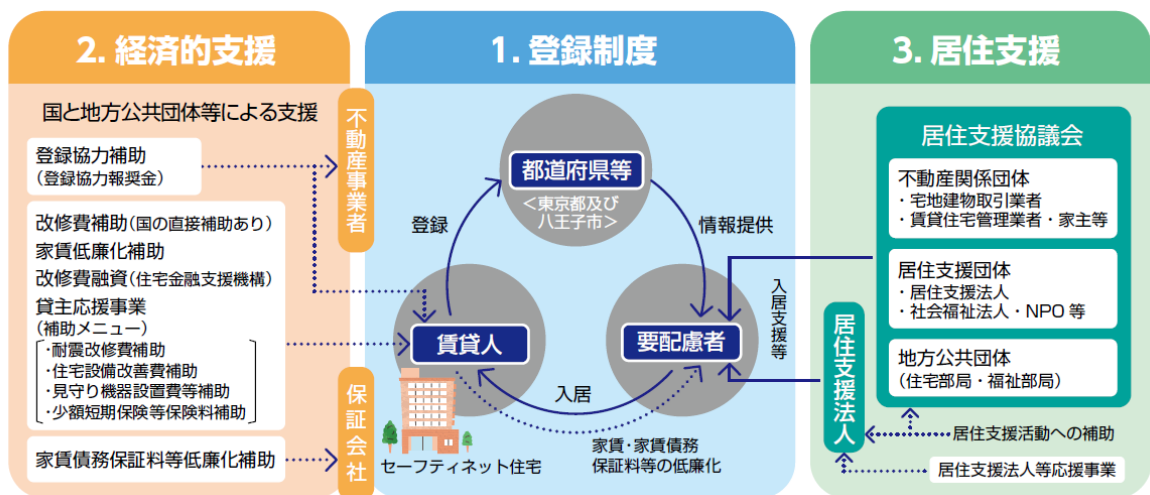 2. 経済的支援
国と地方公共団体等による支援
登録協力補助
(登録協力報奨金)
改修費補助(国の直接補助あり)
家賃低廉化補助
改修費融資(住宅金融支援機構)
貸主応援事業
(補助メニュー)
・耐震改修費補助
・住宅設備改善費補助
・見守り機器設置費等補助
・少額短期保険等保険料補助
家賃債務保証料等低廉化補助
不動産事業者
保証会社
1. 登録制度
都道府県等
<東京都及び
八王子市>
登録
情報提供
賃貸人
要配慮者
入居
セーフティネット住宅
家賃・家賃債務
保証料等の低廉化
入居支援等
3. 居住支援
居住支援協議会
不動産関係団体
・宅地建物取引業者
・賃貸住宅管理業者・家主等
居住支援団体
・居住支援法人
・社会福祉法人・NPO 等
地方公共団体
(住宅部局・福祉部局)
居住支援法人
居住支援活動への補助
居住支援法人等応援事業